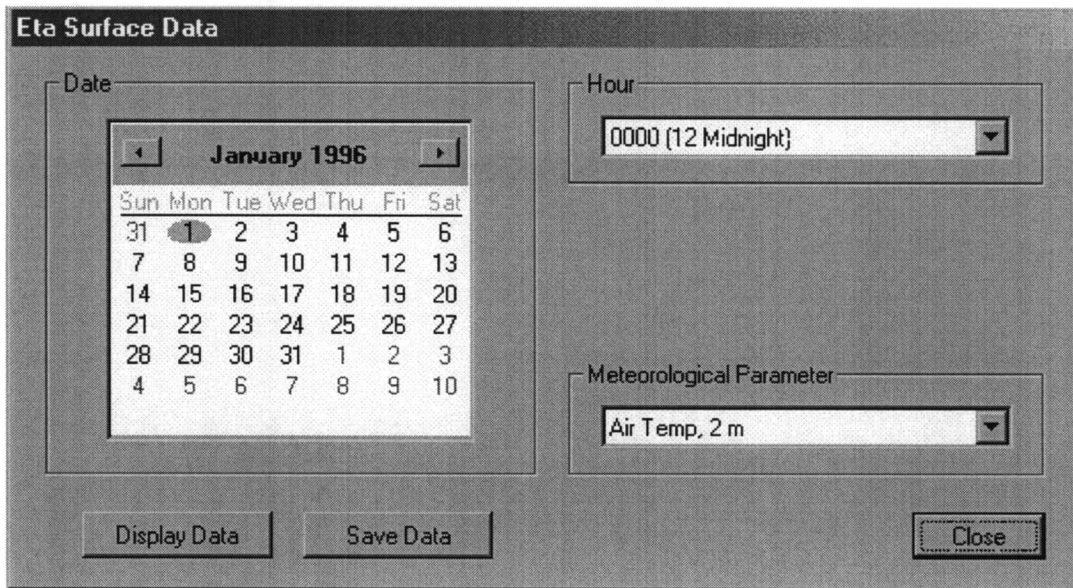 Eta Surface Data
Date
January 1996
Sun Mon Tue Wed Thu Fri Sat
31 1 2 3 4 5 6
7 8 9 10 11 12 13
14 15 16 17 18 19 20
21 22 23 24 25 26 27
28 29 30 31 1 2 3
4 5 6 7 8 9 10
Hour
0000 (12 Midnight)
Meteorological Parameter
Air Temp, 2 m
Display Data
Save Data
Close